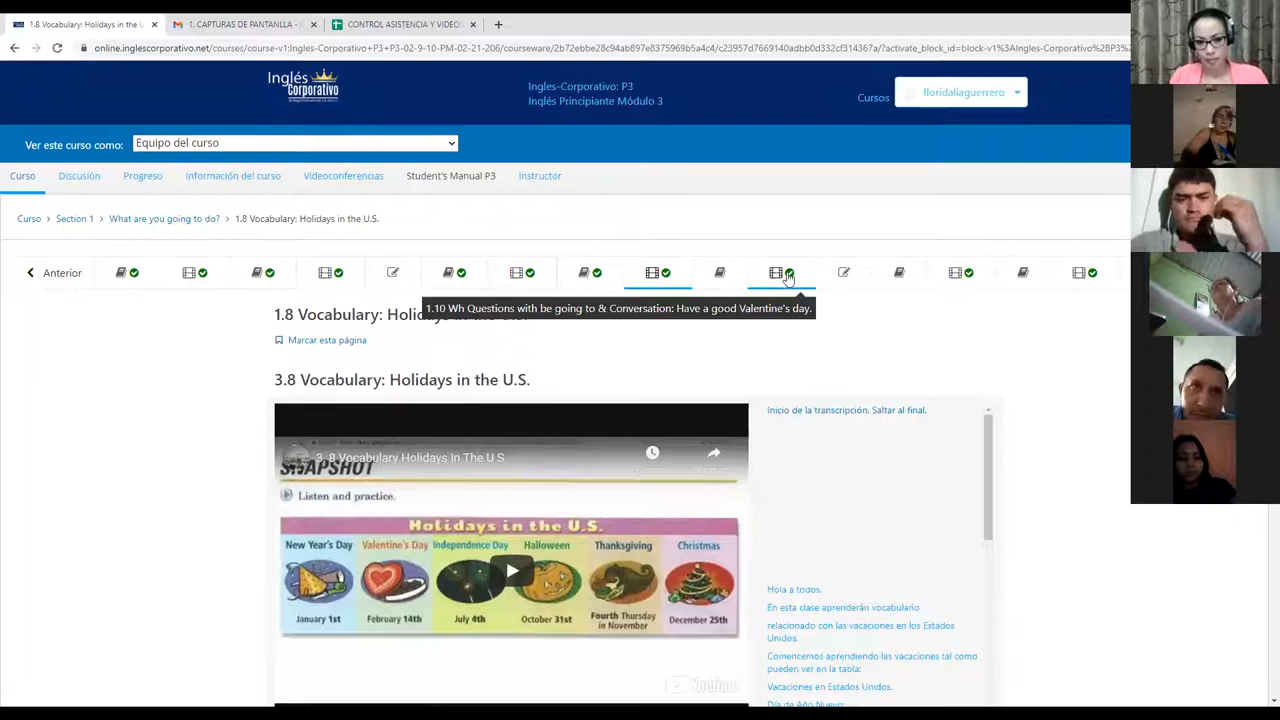 1.8 Vocabulary: Holidays in the U.
1. CAPTURAS DE PANTANLLA -
CONTROL ASISTENCIA Y VIDEOS
online.inglescorporativo.net/courses/course-v1:Ingles-Corporativo+P3+P3-02-9-10-PM-02-21-206/courseware/2b72ebbe28c94ab897e8375969b5a4c4/c23957d7669140adbb0d332cf314367a/?activate_block_id=block-v1%3AIngles-Corporativo%2BP3%
Inglés
Corporativo
Ingles-Corporativo: P3
Inglés Principiante Módulo 3
Cursos
floridaliaguerrero
Ver este curso como:
Equipo del curso
Curso
Discusión
Progreso
Información del curso
Videoconferencias
Student's Manual P3
Instructor
Curso > Section 1 > What are you going to do? > 1.8 Vocabulary: Holidays in the U.S.
Anterior
1.10 Wh Questions with be going to & Conversation: Have a good Valentine's day.
1.8 Vocabulary: Holi
Marcar esta página
3.8 Vocabulary: Holidays in the U.S.
3. 8 Vocabulary Holidays In The U S
SNAPSHOT
Listen and practice.
Holidays in the U.S.
New Year's Day Valentine's Day Independence Day Halloween Thanksgiving Christmas
January 1st February 14th July 4th October 31st Fourth Thursday in November December 25th
YouTube
Inicio de la transcripción. Saltar al final.
Hola a todos.
En esta clase aprenderán vocabulario
relacionado con las vacaciones en los Estados
Unidos.
Comencemos aprendiendo las vacaciones tal como
pueden ver en la tabla:
Vacaciones en Estados Unidos.
Día de Año Nuevo: